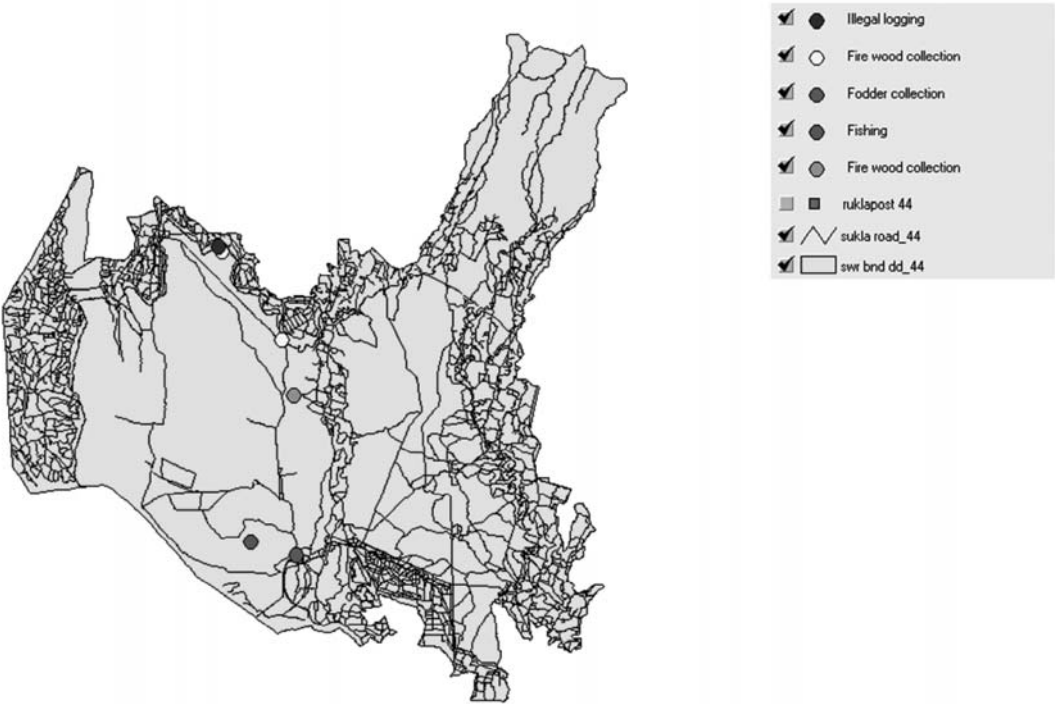 Illegal logging
Fire wood collection
Fodder collection
Fishing
Fire wood collection
ruklapost 44
sukla road_44
swr bnd dd_44